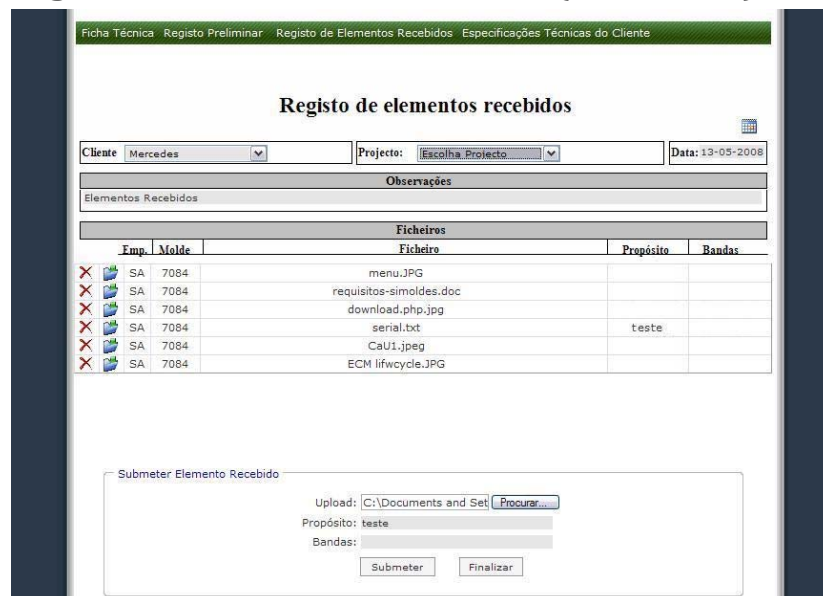 Ficha Técnica Registo Preliminar Registo de Elementos Recebidos Especificações Técnicas do Cliente
Registo de elementos recebidos
Cliente Mercedes Projecto: Escolha Projecto Data: 13-05-2008
Observações
Elementos Recebidos
Ficheiros
Emp. Molde Ficheiro Propósito Bandas
SA 7084 menu.JPG
SA 7084 requisitos-simoldes.doc
SA 7084 download.php.jpg
SA 7084 serial.txt teste
SA 7084 CaU1.jpeg
SA 7084 ECM lifwcycle.JPG
Submeter Elemento Recebido
Upload: C:\Documents and Set Procurar...
Propósito: teste
Bandas:
Submeter Finalizar